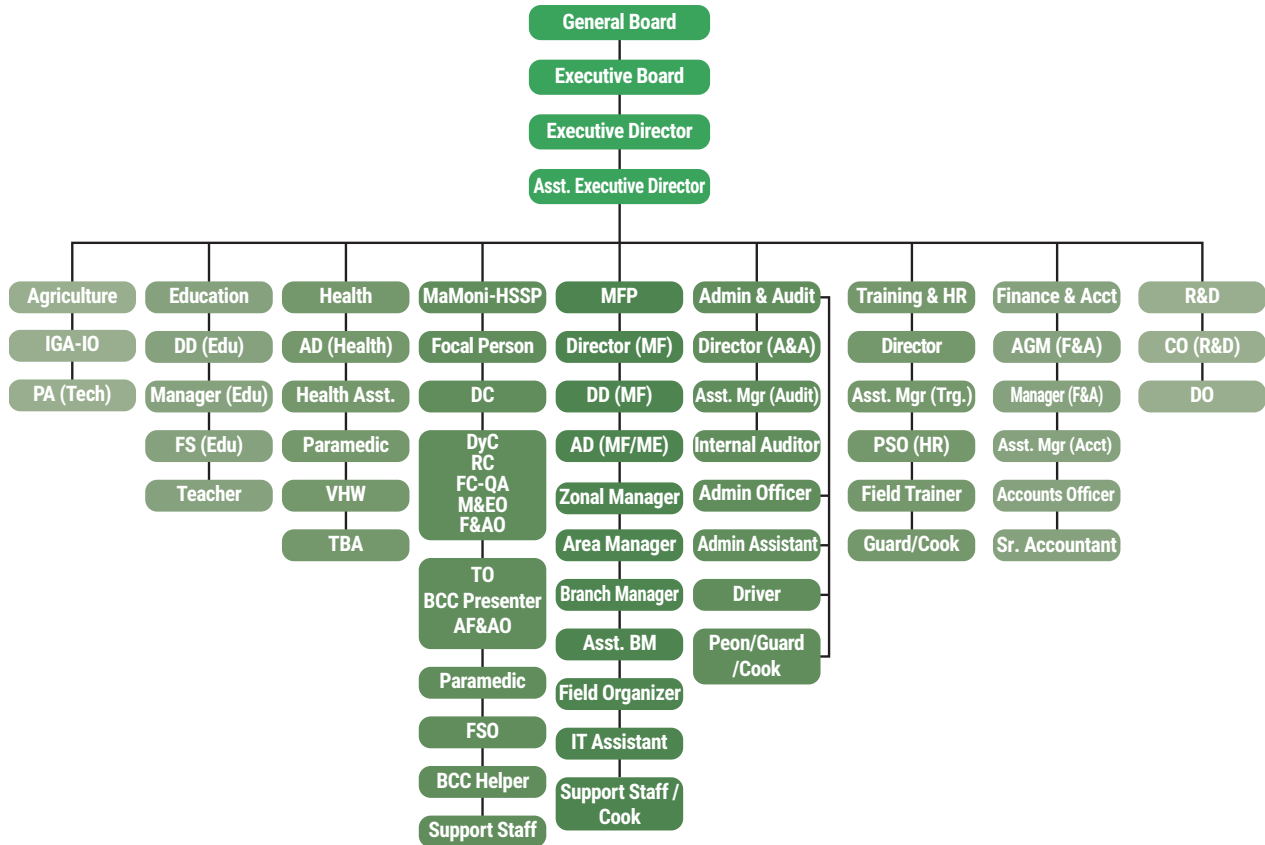 General Board
Executive Board
Executive Director
Asst. Executive Director
Agriculture
IGA-IO
PA (Tech)
Education
DD (Edu)
Manager (Edu)
FS (Edu)
Teacher
Health
AD (Health)
Health Asst.
Paramedic
VHW
TBA
MaMoni-HSSP
Focal Person
DC
DyC
RC
FC-QA
M&EO
F&AO
TO
BCC Presenter
AF&AO
Paramedic
FSO
BCC Helper
Support Staff
MFP
Director (MF)
DD (MF)
AD (MF/ME)
Zonal Manager
Area Manager
Branch Manager
Asst. BM
Field Organizer
IT Assistant
Support Staff /
Cook
Admin & Audit
Director (A&A)
Asst. Mgr (Audit)
Internal Auditor
Admin Officer
Admin Assistant
Driver
Peon/Guard
/Cook
Training & HR
Director
Asst. Mgr (Trg.)
PSO (HR)
Field Trainer
Guard/Cook
Finance & Acct
AGM (F&A)
Manager (F&A)
Asst. Mgr (Acct)
Accounts Officer
Sr. Accountant
R&D
CO (R&D)
DO